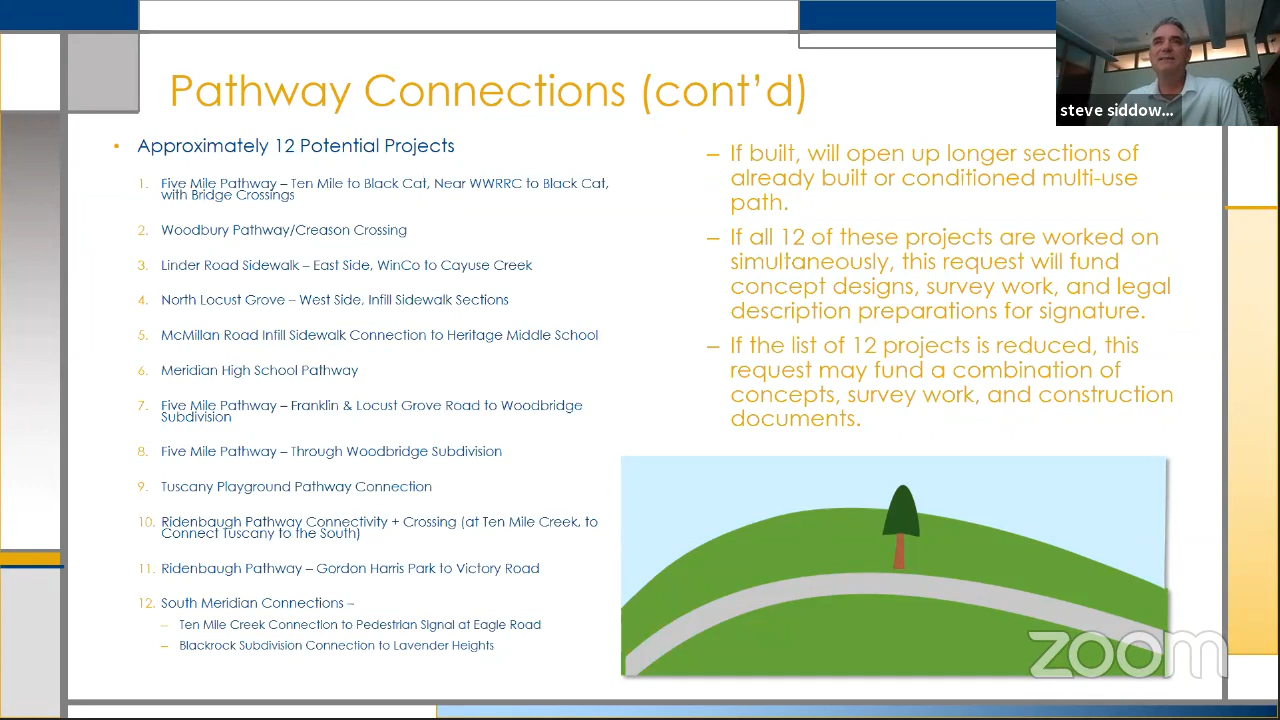 Pathway Connections (cont'd)
steve siddow...
• Approximately 12 Potential Projects
1. Five Mile Pathway – Ten Mile to Black Cat, Near WWRRC to Black Cat,
with Bridge Crossings
2. Woodbury Pathway/Creason Crossing
3. Linder Road Sidewalk – East Side, WinCo to Cayuse Creek
4. North Locust Grove – West Side, Infill Sidewalk Sections
5. McMillan Road Infill Sidewalk Connection to Heritage Middle School
6. Meridian High School Pathway
7. Five Mile Pathway – Franklin & Locust Grove Road to Woodbridge
Subdivision
8. Five Mile Pathway – Through Woodbridge Subdivision
9. Tuscany Playground Pathway Connection
10. Ridenbaugh Pathway Connectivity + Crossing (at Ten Mile Creek, to
Connect Tuscany to the South)
11. Ridenbaugh Pathway – Gordon Harris Park to Victory Road
12. South Meridian Connections –
– Ten Mile Creek Connection to Pedestrian Signal at Eagle Road
– Blackrock Subdivision Connection to Lavender Heights
– If built, will open up longer sections of
already built or conditioned multi-use
path.
– If all 12 of these projects are worked on
simultaneously, this request will fund
concept designs, survey work, and legal
description preparations for signature.
– If the list of 12 projects is reduced, this
request may fund a combination of
concepts, survey work, and construction
documents.
zoom